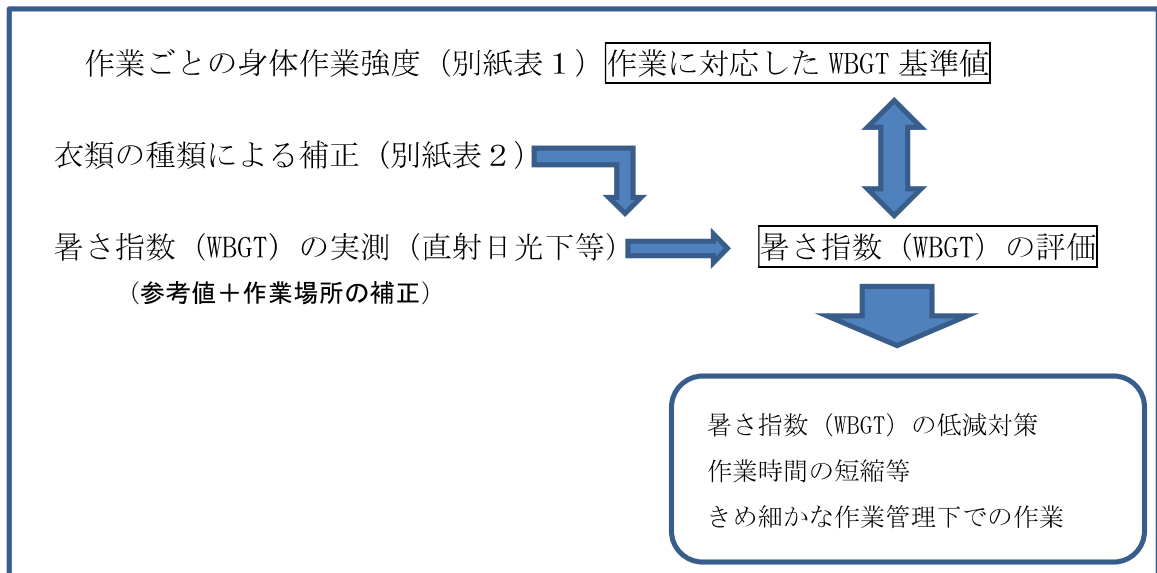 作業ごとの身体作業強度（別紙表１）作業に対応した WBGT 基準値
衣類の種類による補正（別紙表２）
暑さ指数（WBGT）の実測（直射日光下等）
暑さ指数（WBGT）の評価
（参考値＋作業場所の補正）
暑さ指数（WBGT）の低減対策
作業時間の短縮等
きめ細かな作業管理下での作業